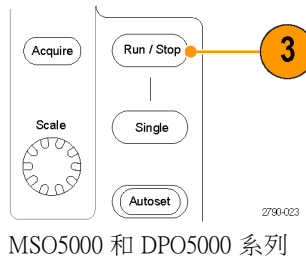 Acquire
Run / Stop
3
Scale
Single
Autoset
2790-023
MSO5000 和 DPO5000 系列